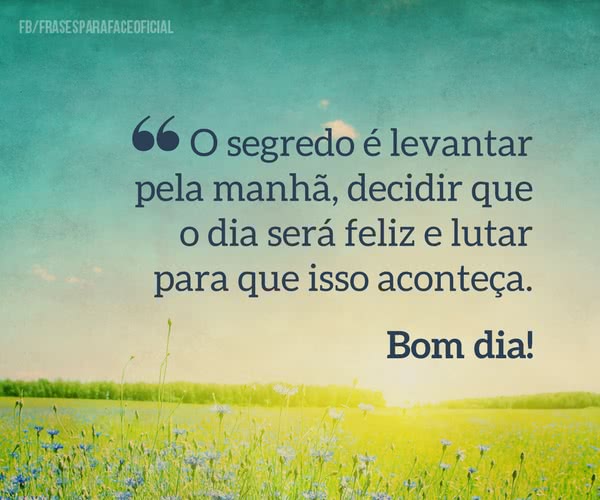 FB/FRASESPARAFACEOFICIAL
“ O segredo é levantar
pela manhã, decidir que
o dia será feliz e lutar
para que isso aconteça.
Bom dia!